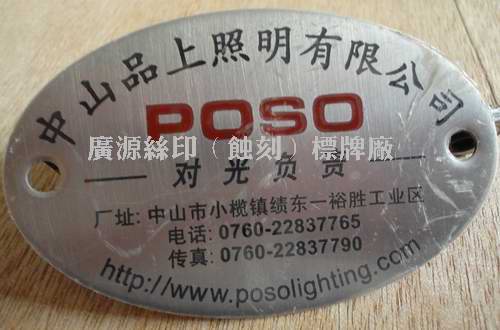 中山品上照明有限公司
POSO
廣源絲印（蝕刻）標牌廠
对光负责
厂址: 中山市小榄镇绩东一裕胜工业区
电话: 0760-22837765
传真: 0760-22837790
http://www.posolighting.com